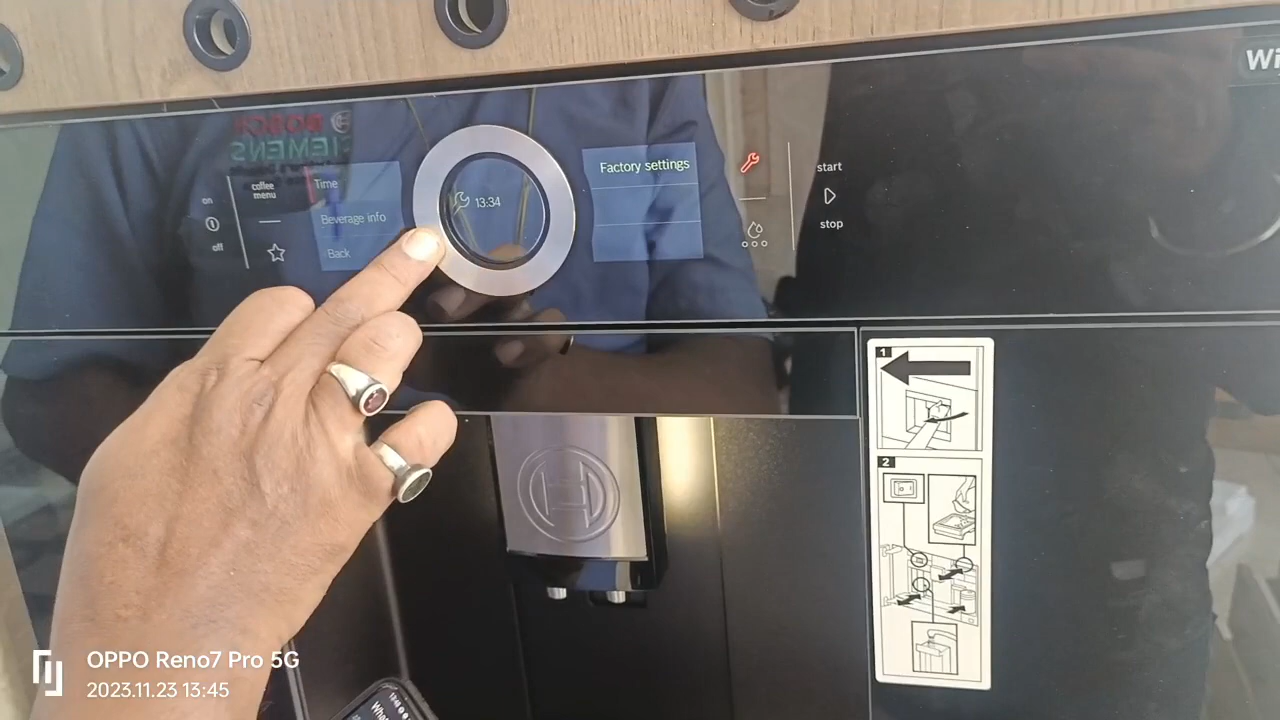 Wi
BOSCH
SIEMENS
on
off
coffee
menu
Time
Beverage info
Back
13:34
Factory settings
start
stop
1
2
OPPO Reno7 Pro 5G
2023.11.23 13:45